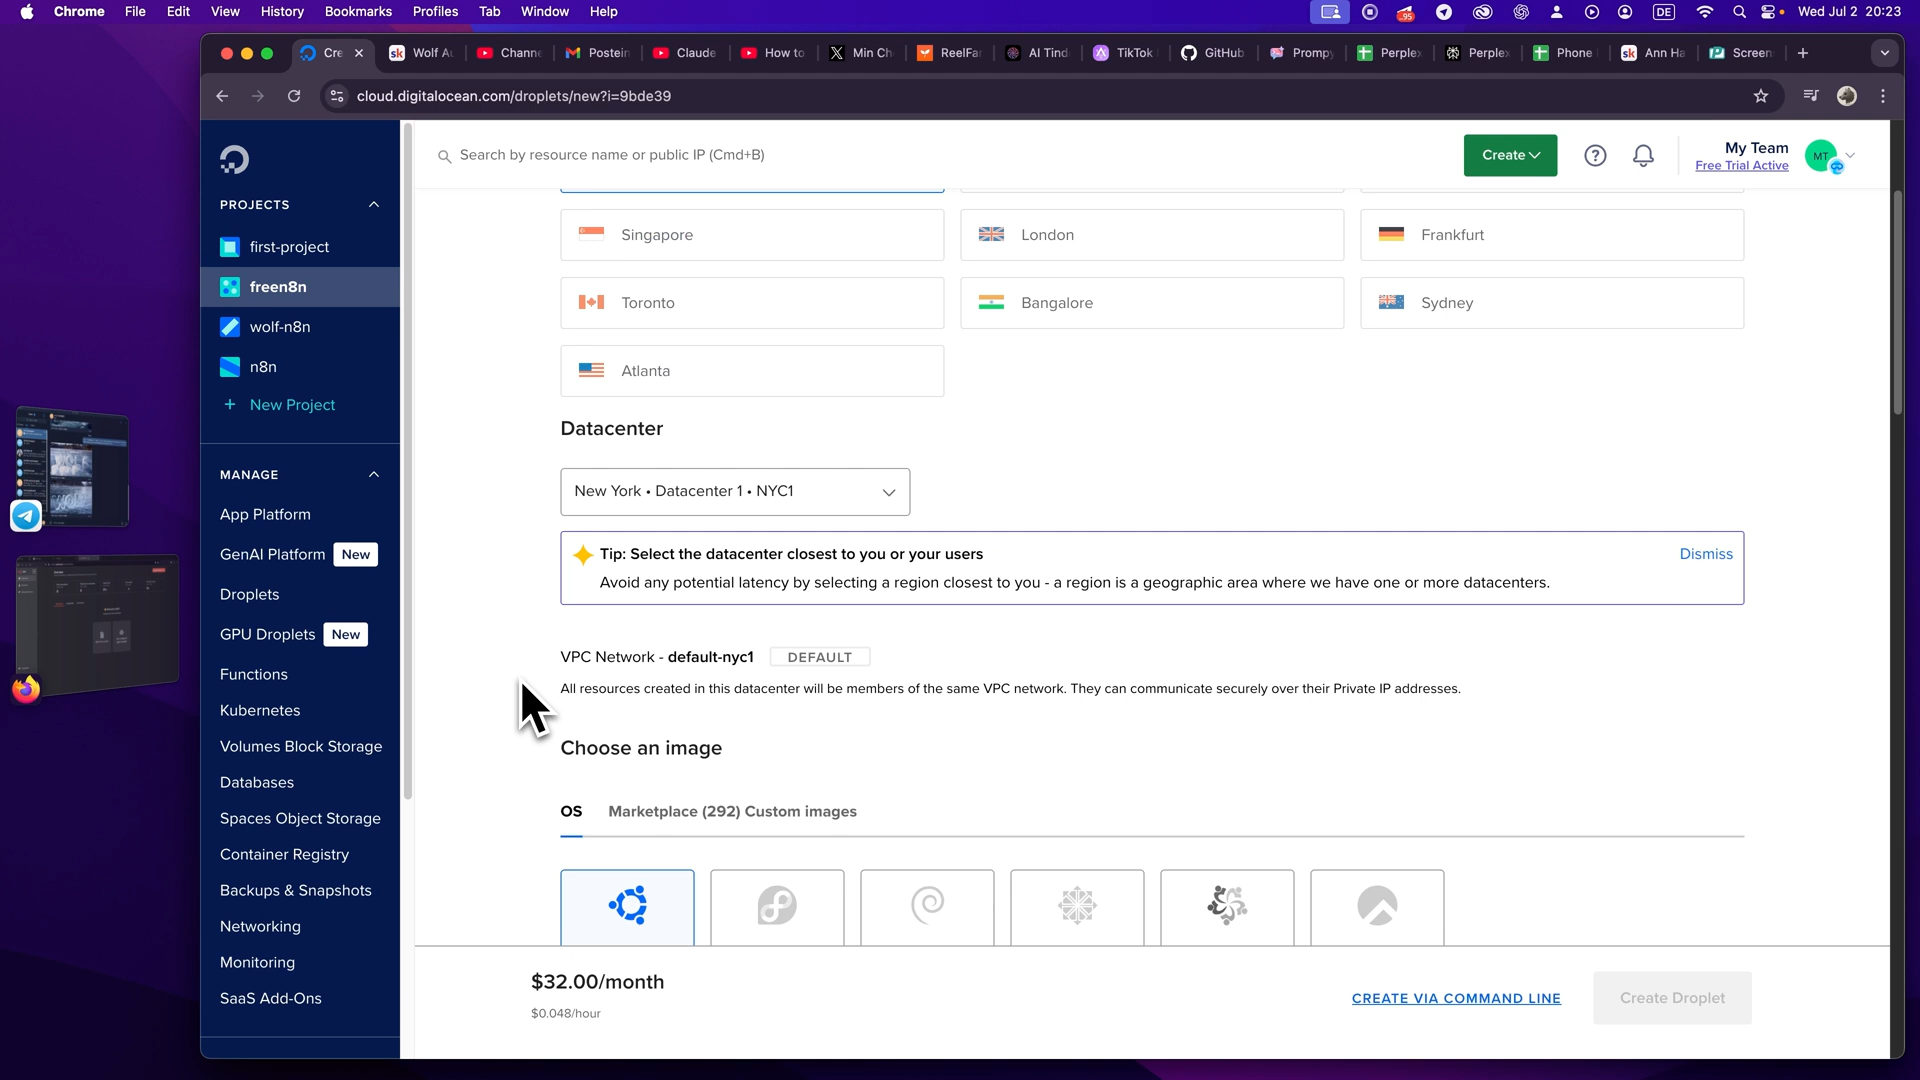 Chrome File Edit View History Bookmarks Profiles Tab Window Help
95
DE
Wed Jul 2 20:23
Cre
Wolf Au
Channe
Postein
Claude
How to
Min Ch
ReelFa
AI Tind
TikTok
GitHub
Prompy
Perplex
Perplex
Phone
Ann Ha
Screen
cloud.digitalocean.com/droplets/new?i=9bde39
Search by resource name or public IP (Cmd+B)
Create
My Team
Free Trial Active
MT
PROJECTS
first-project
freen8n
wolf-n8n
n8n
+ New Project
MANAGE
App Platform
GenAI Platform New
Droplets
GPU Droplets New
Functions
Kubernetes
Volumes Block Storage
Databases
Spaces Object Storage
Container Registry
Backups & Snapshots
Networking
Monitoring
SaaS Add-Ons
Singapore
London
Frankfurt
Toronto
Bangalore
Sydney
Atlanta
Datacenter
New York • Datacenter 1 • NYC1
Tip: Select the datacenter closest to you or your users
Dismiss
Avoid any potential latency by selecting a region closest to you - a region is a geographic area where we have one or more datacenters.
VPC Network - default-nyc1 DEFAULT
All resources created in this datacenter will be members of the same VPC network. They can communicate securely over their Private IP addresses.
Choose an image
OS Marketplace (292) Custom images
$32.00/month
$0.048/hour
CREATE VIA COMMAND LINE
Create Droplet